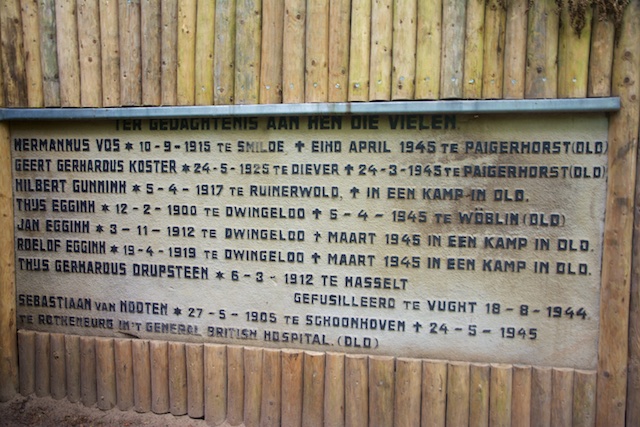 TER GEDACHTENIS AAN HEN DIE VIELEN.
HERMANNUS VOS * 10-9-1915 TE SMILDE ✝ EIND APRIL 1945 TE PAIGERHORST(DLD)
GEERT GERHARDUS KOSTER * 24-5-1925 TE DIEVER ✝ 24-3-1945 TE PAIGERHORST(DLD)
HILBERT GUNNINK * 5-4-1917 TE RUINERWOLD, ✝ IN EEN KAMP IN DLD.
THIJS EGGINK * 12-2-1900 TE DWINGELOO ✝ 5-4-1945 TE WÖBLIN(DLD)
JAN EGGINK * 3-11-1912 TE DWINGELOO ✝ MAART 1945 IN EEN KAMP IN DLD.
ROELOF EGGINK * 19-4-1919 TE DWINGELOO ✝ MAART 1945 IN EEN KAMP IN DLD.
THIJS GERHARDUS DRUPSTEEN * 6-3-1912 TE HASSELT
GEFUSILLEERD TE VUGHT 18-8-1944.
SEBASTIAAN VAN NOOTEN * 27-5-1905 TE SCHOONHOVEN ✝ 24-5-1945
TE ROTHENBURG IN 'T GENERAL BRITISH HOSPITAL.(DLD)